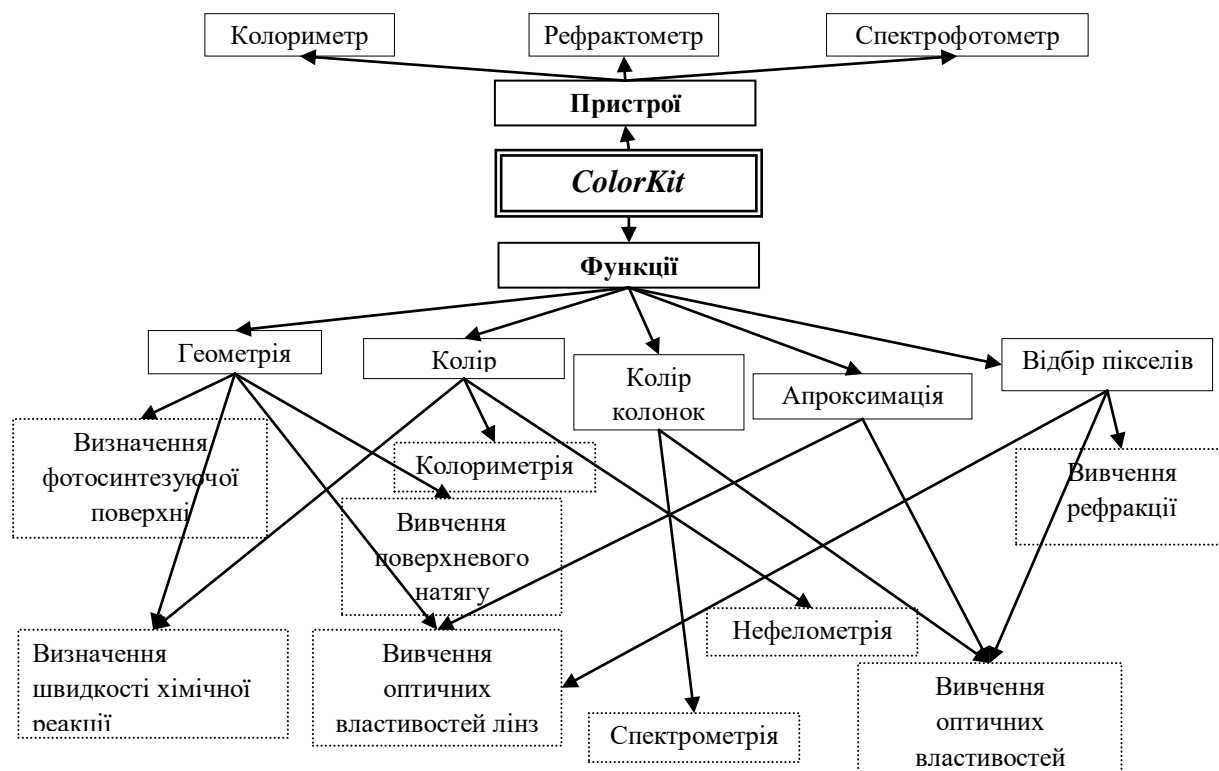 Колориметр
Рефрактометр
Спектрофотометр
Пристрої
ColorKit
Функції
Геометрія
Колір
Колір
колонок
Апроксимація
Відбір пікселів
Визначення
фотосинтезуючої
поверхні
Колориметрія
Вивчення
рефракції
Вивчення
поверхневого
натягу
Нефелометрія
Визначення
швидкості хімічної
реакції
Вивчення
оптичних
властивостей лінз
Спектрометрія
Вивчення
оптичних
властивостей